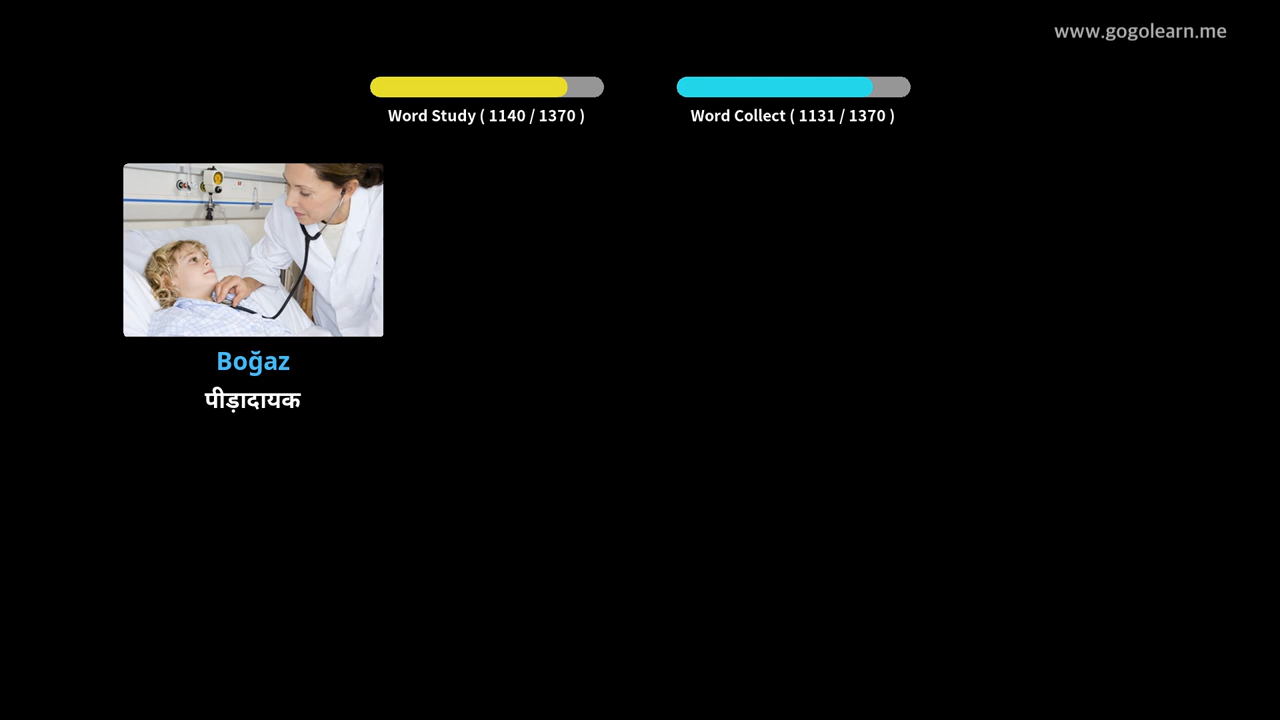 www.gogolearn.me
Word Study ( 1140 / 1370 )
Word Collect ( 1131 / 1370 )
Boğaz
पीड़ादायक